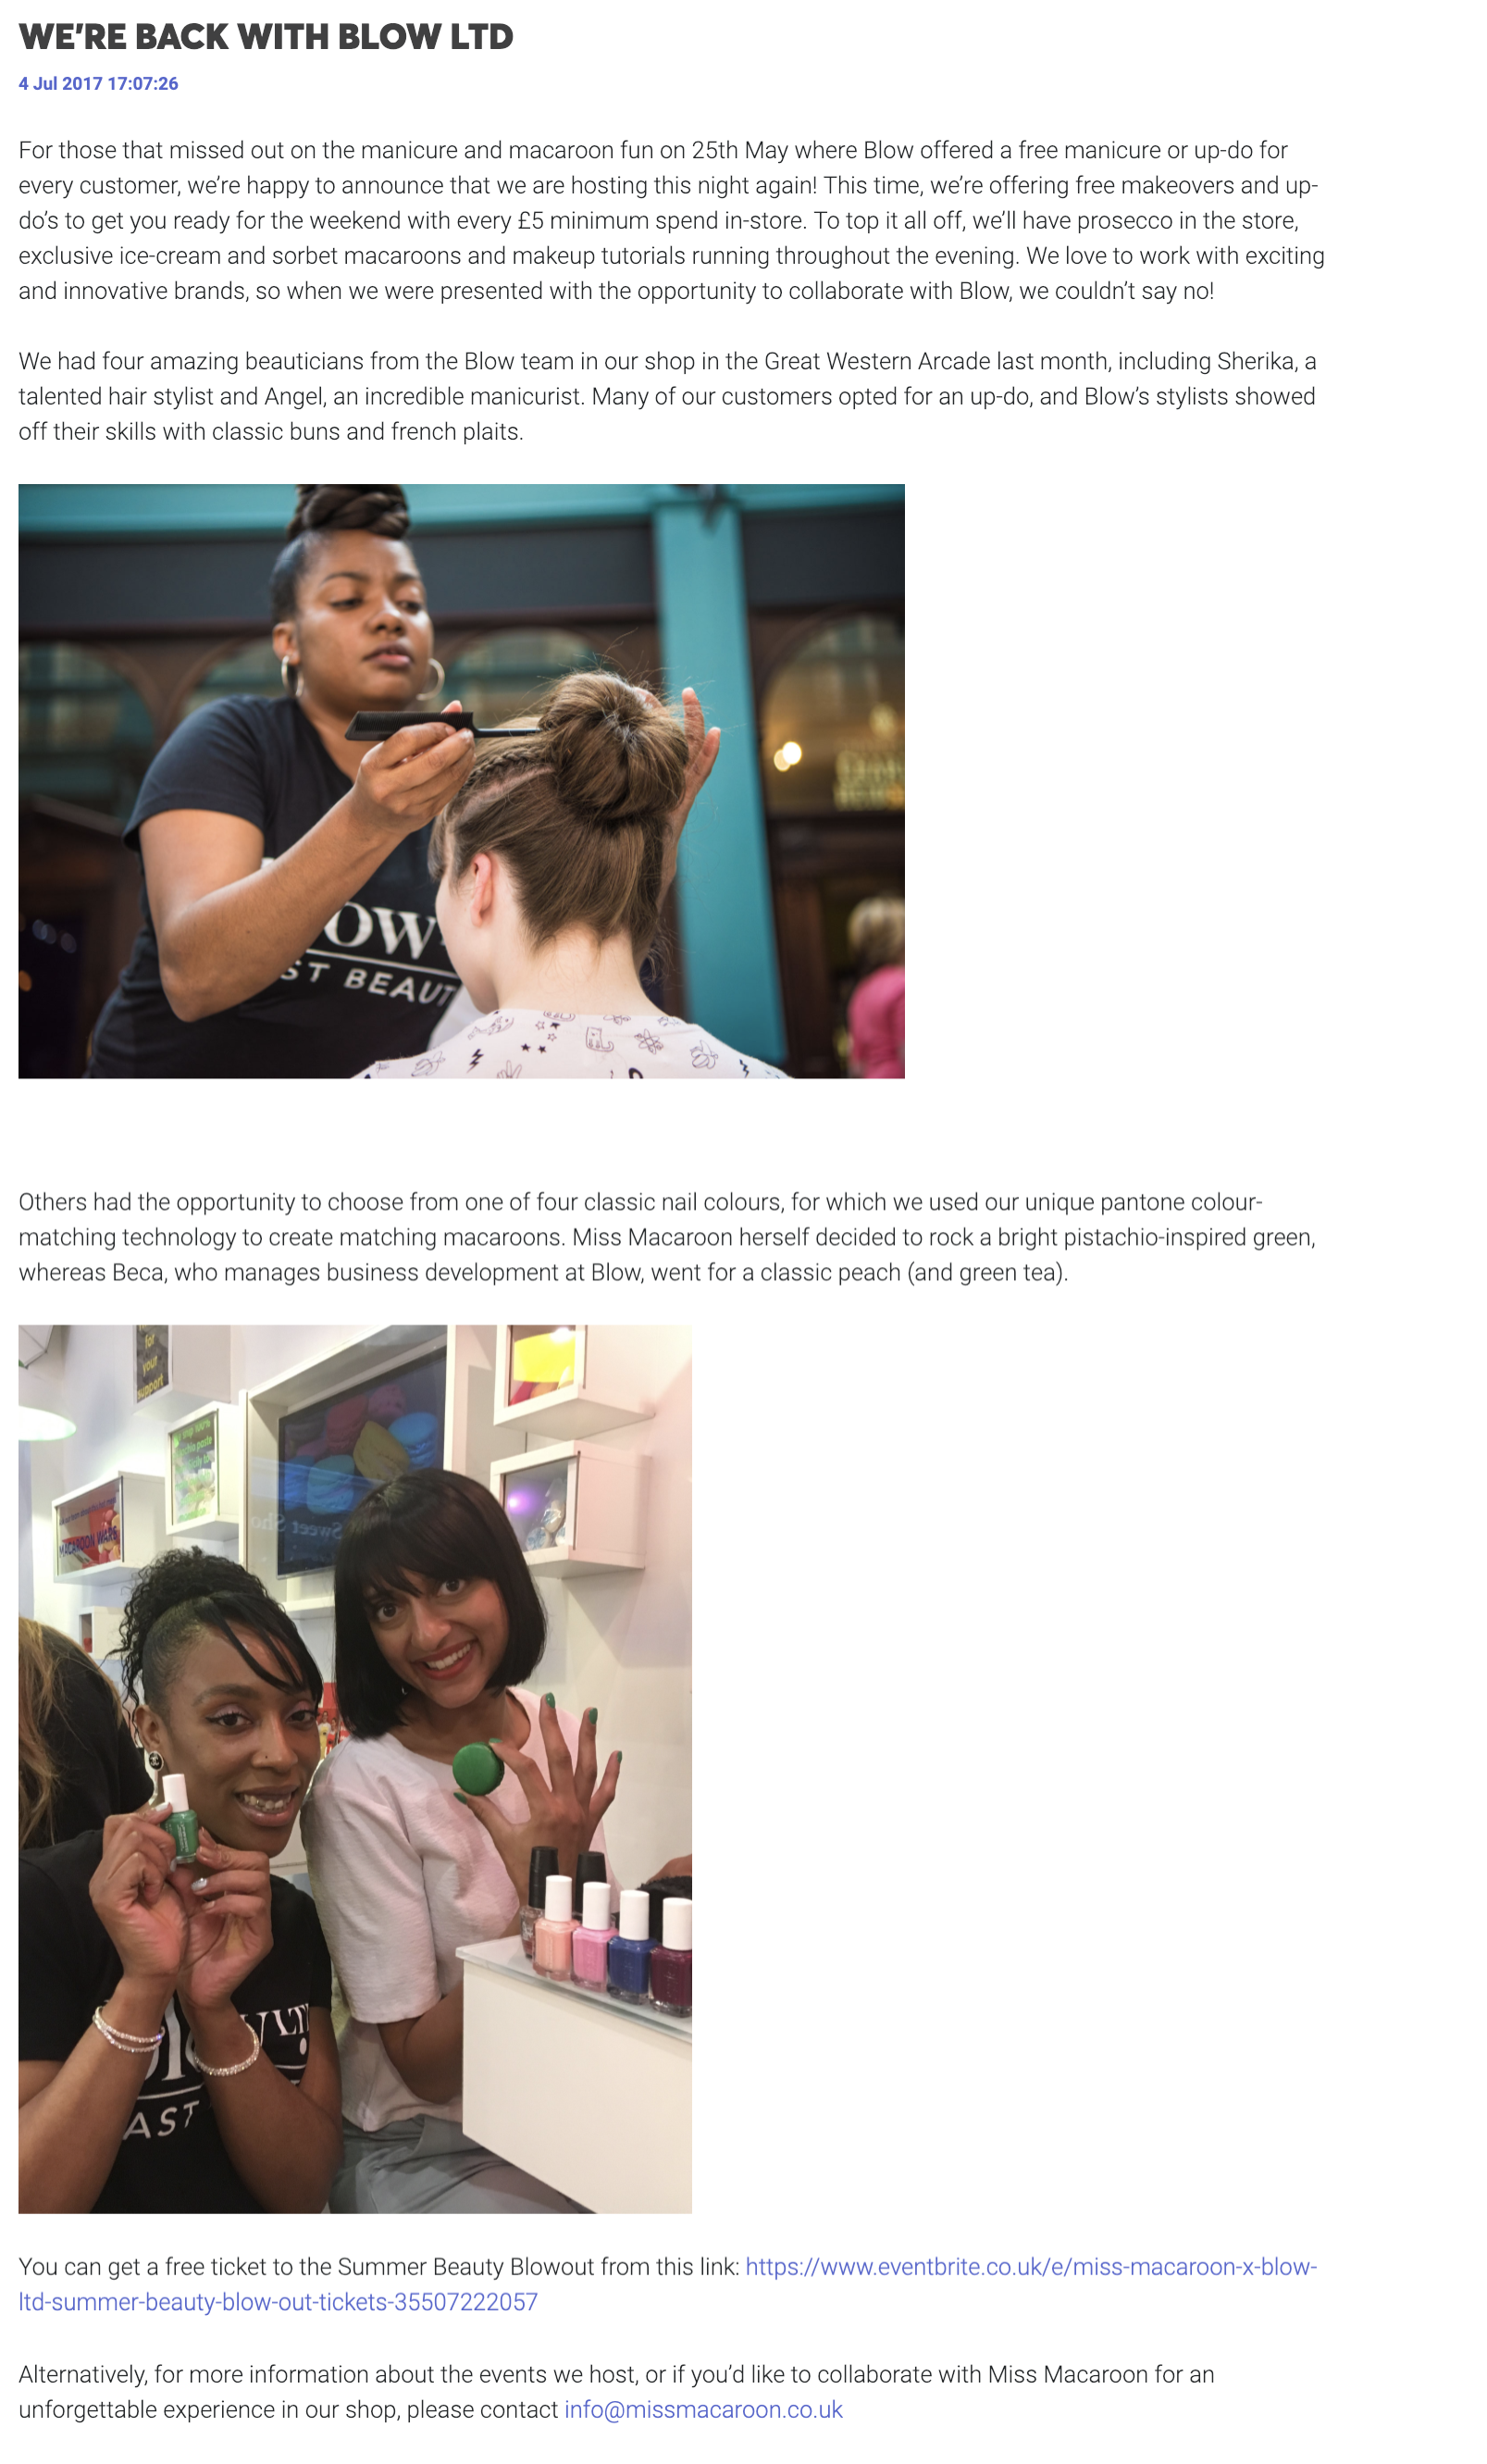 WE'RE BACK WITH BLOW LTD
4 Jul 2017 17:07:26
For those that missed out on the manicure and macaroon fun on 25th May where Blow offered a free manicure or up-do for
every customer, we're happy to announce that we are hosting this night again! This time, we're offering free makeovers and up-
do's to get you ready for the weekend with every £5 minimum spend in-store. To top it all off, we'll have prosecco in the store,
exclusive ice-cream and sorbet macaroons and makeup tutorials running throughout the evening. We love to work with exciting
and innovative brands, so when we were presented with the opportunity to collaborate with Blow, we couldn't say no!
We had four amazing beauticians from the Blow team in our shop in the Great Western Arcade last month, including Sherika, a
talented hair stylist and Angel, an incredible manicurist. Many of our customers opted for an up-do, and Blow's stylists showed
off their skills with classic buns and french plaits.
OW
ST BEAUT
Others had the opportunity to choose from one of four classic nail colours, for which we used our unique pantone colour-
matching technology to create matching macaroons. Miss Macaroon herself decided to rock a bright pistachio-inspired green,
whereas Beca, who manages business development at Blow, went for a classic peach (and green tea).
for
your
support
MACAROON
Sweet Sho
LTD
AST
You can get a free ticket to the Summer Beauty Blowout from this link: https://www.eventbrite.co.uk/e/miss-macaroon-x-blow-
ltd-summer-beauty-blow-out-tickets-35507222057
Alternatively, for more information about the events we host, or if you'd like to collaborate with Miss Macaroon for an
unforgettable experience in our shop, please contact info@missmacaroon.co.uk